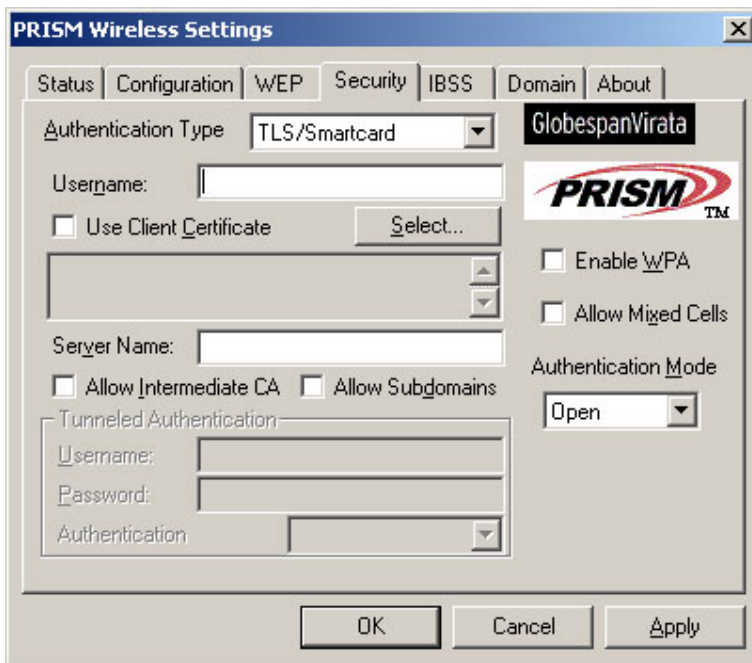 PRISM Wireless Settings
Status Configuration WEP Security IBSS Domain About
Authentication Type TLS/Smartcard
GlobespanVirata
PRISM TM
Username:
Use Client Certificate Select...
Enable WPA
Allow Mixed Cells
Server Name:
Authentication Mode
Allow Intermediate CA Allow Subdomains
Open
Tunneled Authentication
Username:
Password:
Authentication
OK Cancel Apply